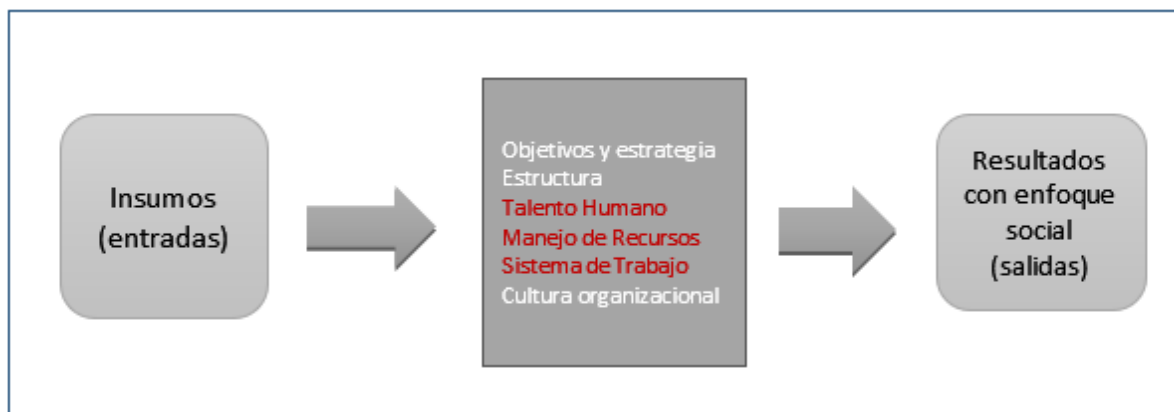 Insumos
(entradas)
Objetivos y estrategia
Estructura
Talento Humano
Manejo de Recursos
Sistema de Trabajo
Cultura organizacional
Resultados
con enfoque
social
(salidas)